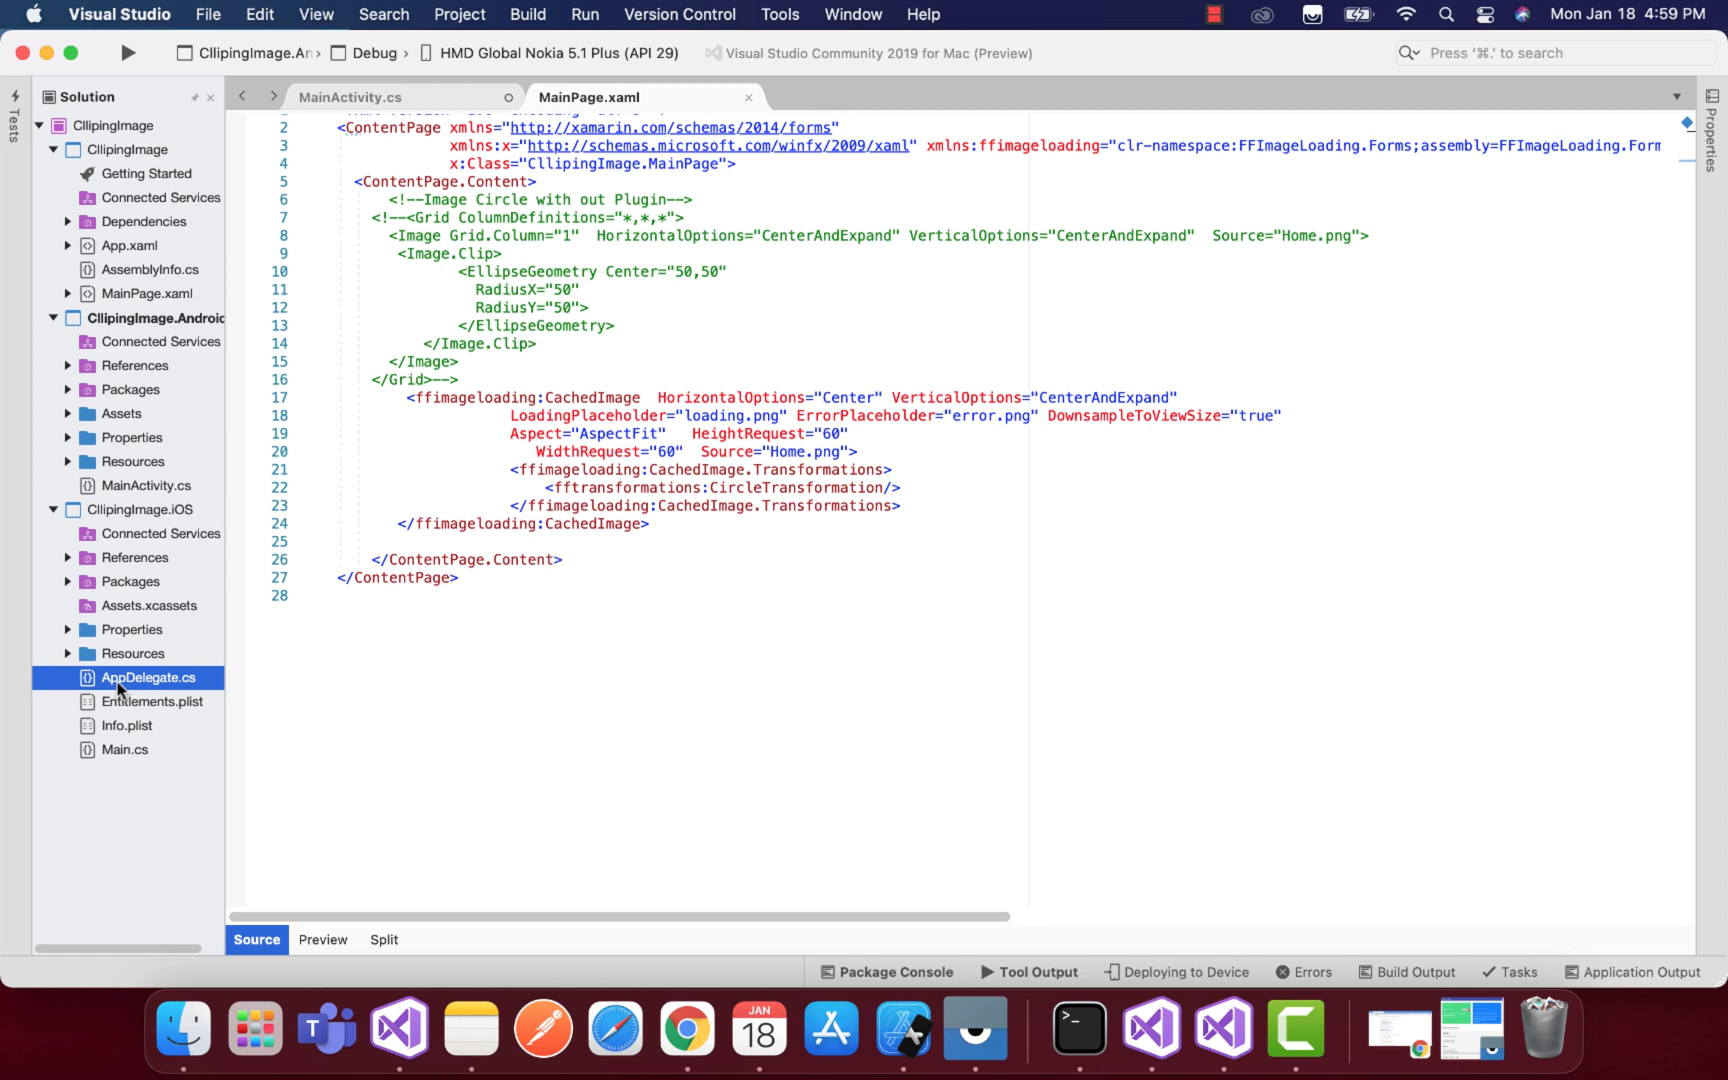 Visual Studio File Edit View Search Project Build Run Version Control Tools Window Help Mon Jan 18 4:59 PM
CllipingImage.An › Debug › HMD Global Nokia 5.1 Plus (API 29) Visual Studio Community 2019 for Mac (Preview) Press ‘⌘.’ to search
Tests
Solution
CllipingImage
CllipingImage
Getting Started
Connected Services
Dependencies
App.xaml
AssemblyInfo.cs
MainPage.xaml
CllipingImage.Android
Connected Services
References
Packages
Assets
Properties
Resources
MainActivity.cs
CllipingImage.iOS
Connected Services
References
Packages
Assets.xcassets
Properties
Resources
AppDelegate.cs
Entitlements.plist
Info.plist
Main.cs
MainActivity.cs MainPage.xaml
2 <ContentPage xmlns="http://xamarin.com/schemas/2014/forms"
3 xmlns:x="http://schemas.microsoft.com/winfx/2009/xaml" xmlns:ffimageloading="clr-namespace:FFImageLoading.Forms;assembly=FFImageLoading.Form
4 x:Class="CllipingImage.MainPage">
5 <ContentPage.Content>
6 <!--Image Circle with out Plugin-->
7 <!--<Grid ColumnDefinitions="*,*,*">
8 <Image Grid.Column="1" HorizontalOptions="CenterAndExpand" VerticalOptions="CenterAndExpand" Source="Home.png">
9 <Image.Clip>
10 <EllipseGeometry Center="50,50"
11 RadiusX="50"
12 RadiusY="50">
13 </EllipseGeometry>
14 </Image.Clip>
15 </Image>
16 </Grid>-->
17 <ffimageloading:CachedImage HorizontalOptions="Center" VerticalOptions="CenterAndExpand"
18 LoadingPlaceholder="loading.png" ErrorPlaceholder="error.png" DownsampleToViewSize="true"
19 Aspect="AspectFit" HeightRequest="60"
20 WidthRequest="60" Source="Home.png">
21 <ffimageloading:CachedImage.Transformations>
22 <fftransformations:CircleTransformation/>
23 </ffimageloading:CachedImage.Transformations>
24 </ffimageloading:CachedImage>
25
26 </ContentPage.Content>
27 </ContentPage>
28
Properties
Source Preview Split
Package Console Tool Output Deploying to Device Errors Build Output Tasks Application Output
JAN
18